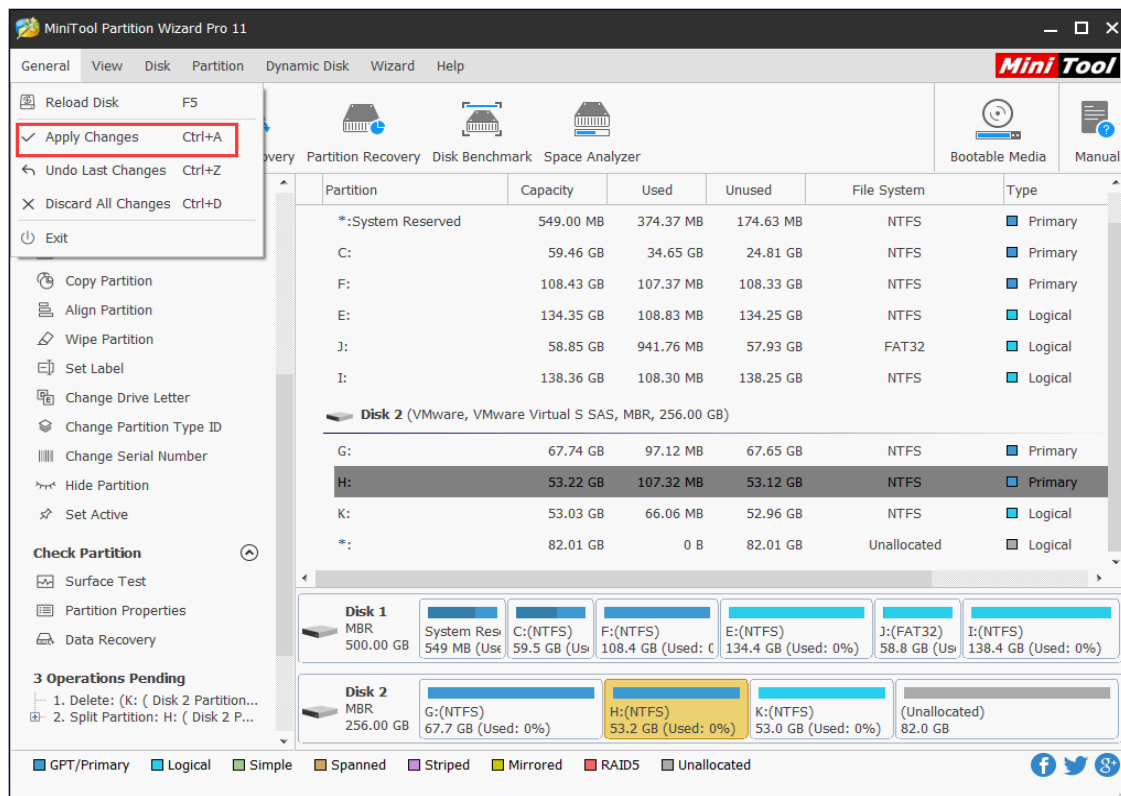 MiniTool Partition Wizard Pro 11
General View Disk Partition Dynamic Disk Wizard Help
Mini Tool
Reload Disk F5
Apply Changes Ctrl+A
Undo Last Changes Ctrl+Z
Discard All Changes Ctrl+D
Exit
overy Partition Recovery Disk Benchmark Space Analyzer Bootable Media Manual
Copy Partition
Align Partition
Wipe Partition
Set Label
Change Drive Letter
Change Partition Type ID
Change Serial Number
Hide Partition
Set Active
Check Partition
Surface Test
Partition Properties
Data Recovery
3 Operations Pending
1. Delete: (K: ( Disk 2 Partition...
2. Split Partition: H: ( Disk 2 P...
Partition Capacity Used Unused File System Type
*:System Reserved 549.00 MB 374.37 MB 174.63 MB NTFS Primary
C: 59.46 GB 34.65 GB 24.81 GB NTFS Primary
F: 108.43 GB 107.37 MB 108.33 GB NTFS Primary
E: 134.35 GB 108.83 MB 134.25 GB NTFS Logical
J: 58.85 GB 941.76 MB 57.93 GB FAT32 Logical
I: 138.36 GB 108.30 MB 138.25 GB NTFS Logical
Disk 2 (VMware, VMware Virtual S SAS, MBR, 256.00 GB)
G: 67.74 GB 97.12 MB 67.65 GB NTFS Primary
H: 53.22 GB 107.32 MB 53.12 GB NTFS Primary
K: 53.03 GB 66.06 MB 52.96 GB NTFS Logical
*: 82.01 GB 0 B 82.01 GB Unallocated Logical
Disk 1
MBR
500.00 GB
System Rese
549 MB (Use
C:(NTFS)
59.5 GB (Us
F:(NTFS)
108.4 GB (Used: 0
E:(NTFS)
134.4 GB (Used: 0%)
J:(FAT32)
58.8 GB (Us
I:(NTFS)
138.4 GB (Used: 0%)
Disk 2
MBR
256.00 GB
G:(NTFS)
67.7 GB (Used: 0%)
H:(NTFS)
53.2 GB (Used: 0%)
K:(NTFS)
53.0 GB (Used: 0%)
(Unallocated)
82.0 GB
GPT/Primary Logical Simple Spanned Striped Mirrored RAID5 Unallocated